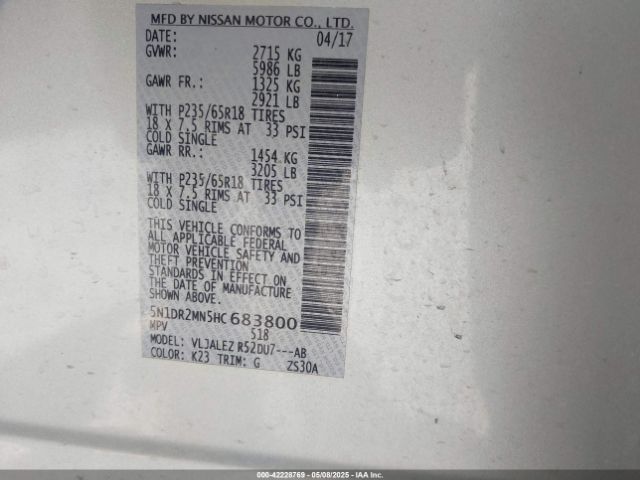 MFD BY NISSAN MOTOR CO., LTD.
DATE: 04/17
GVWR: 2715 KG
5986 LB
GAWR FR.: 1325 KG
2921 LB
WITH P235/65R18 TIRES
18 X 7.5 RIMS AT 33 PSI
COLD SINGLE
GAWR RR.: 1454 KG
3205 LB
WITH P235/65R18 TIRES
18 X 7.5 RIMS AT 33 PSI
COLD SINGLE
THIS VEHICLE CONFORMS TO
ALL APPLICABLE FEDERAL
MOTOR VEHICLE SAFETY AND
THEFT PREVENTION
STANDARDS IN EFFECT ON
THE DATE OF MANUFACTURE
SHOWN ABOVE.
5N1DR2MN5HC 683800
MPV 518
MODEL: VLJALEZ R52DU7---AB
COLOR: K23 TRIM: G ZS30A
000-42228769 - 05/08/2025 - IAA Inc.